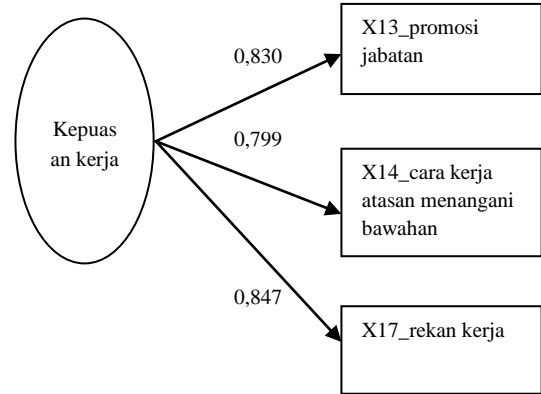 X13_promosi
jabatan
0,830
Kepuas
an kerja
0,799
X14_cara kerja
atasan menangani
bawahan
0,847
X17_rekan kerja